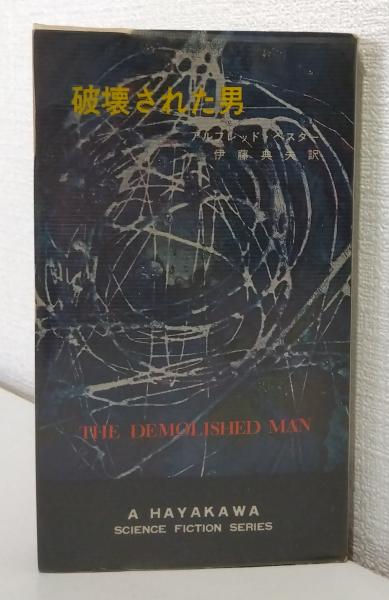 破壊された男
アルフレッド・ベスター
伊藤典夫訳
THE DEMOLISHED MAN
A HAYAKAWA
SCIENCE FICTION SERIES